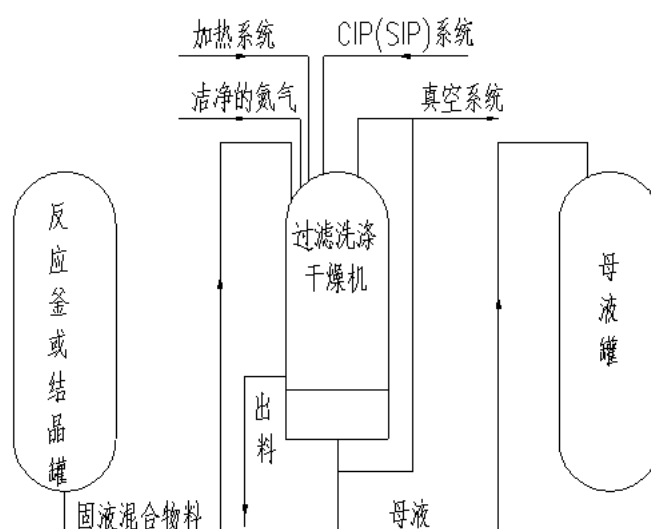 加热系统
CIP(SIP)系统
洁净的氮气
真空系统
反应釜或结晶罐
过滤洗涤
干燥机
母液罐
出料
固液混合物料
母液